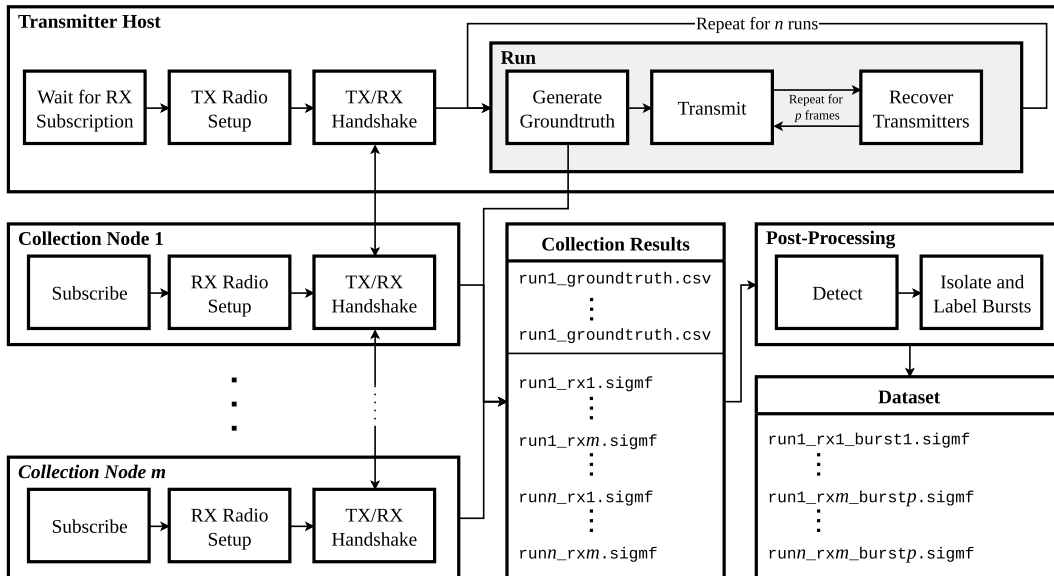 Transmitter Host
Repeat for n runs
Run
Wait for RX
Subscription
TX Radio
Setup
TX/RX
Handshake
Generate
Groundtruth
Transmit
Repeat for
p frames
Recover
Transmitters
Collection Node 1
Subscribe
RX Radio
Setup
TX/RX
Handshake
Collection Node m
Subscribe
RX Radio
Setup
TX/RX
Handshake
Collection Results
run1_groundtruth.csv
run1_groundtruth.csv
run1_rx1.sigmf
run1_rxm.sigmf
runn_rx1.sigmf
runn_rxm.sigmf
Post-Processing
Detect
Isolate and
Label Bursts
Dataset
run1_rx1_burst1.sigmf
run1_rxm_burstp.sigmf
runn_rxm_burstp.sigmf